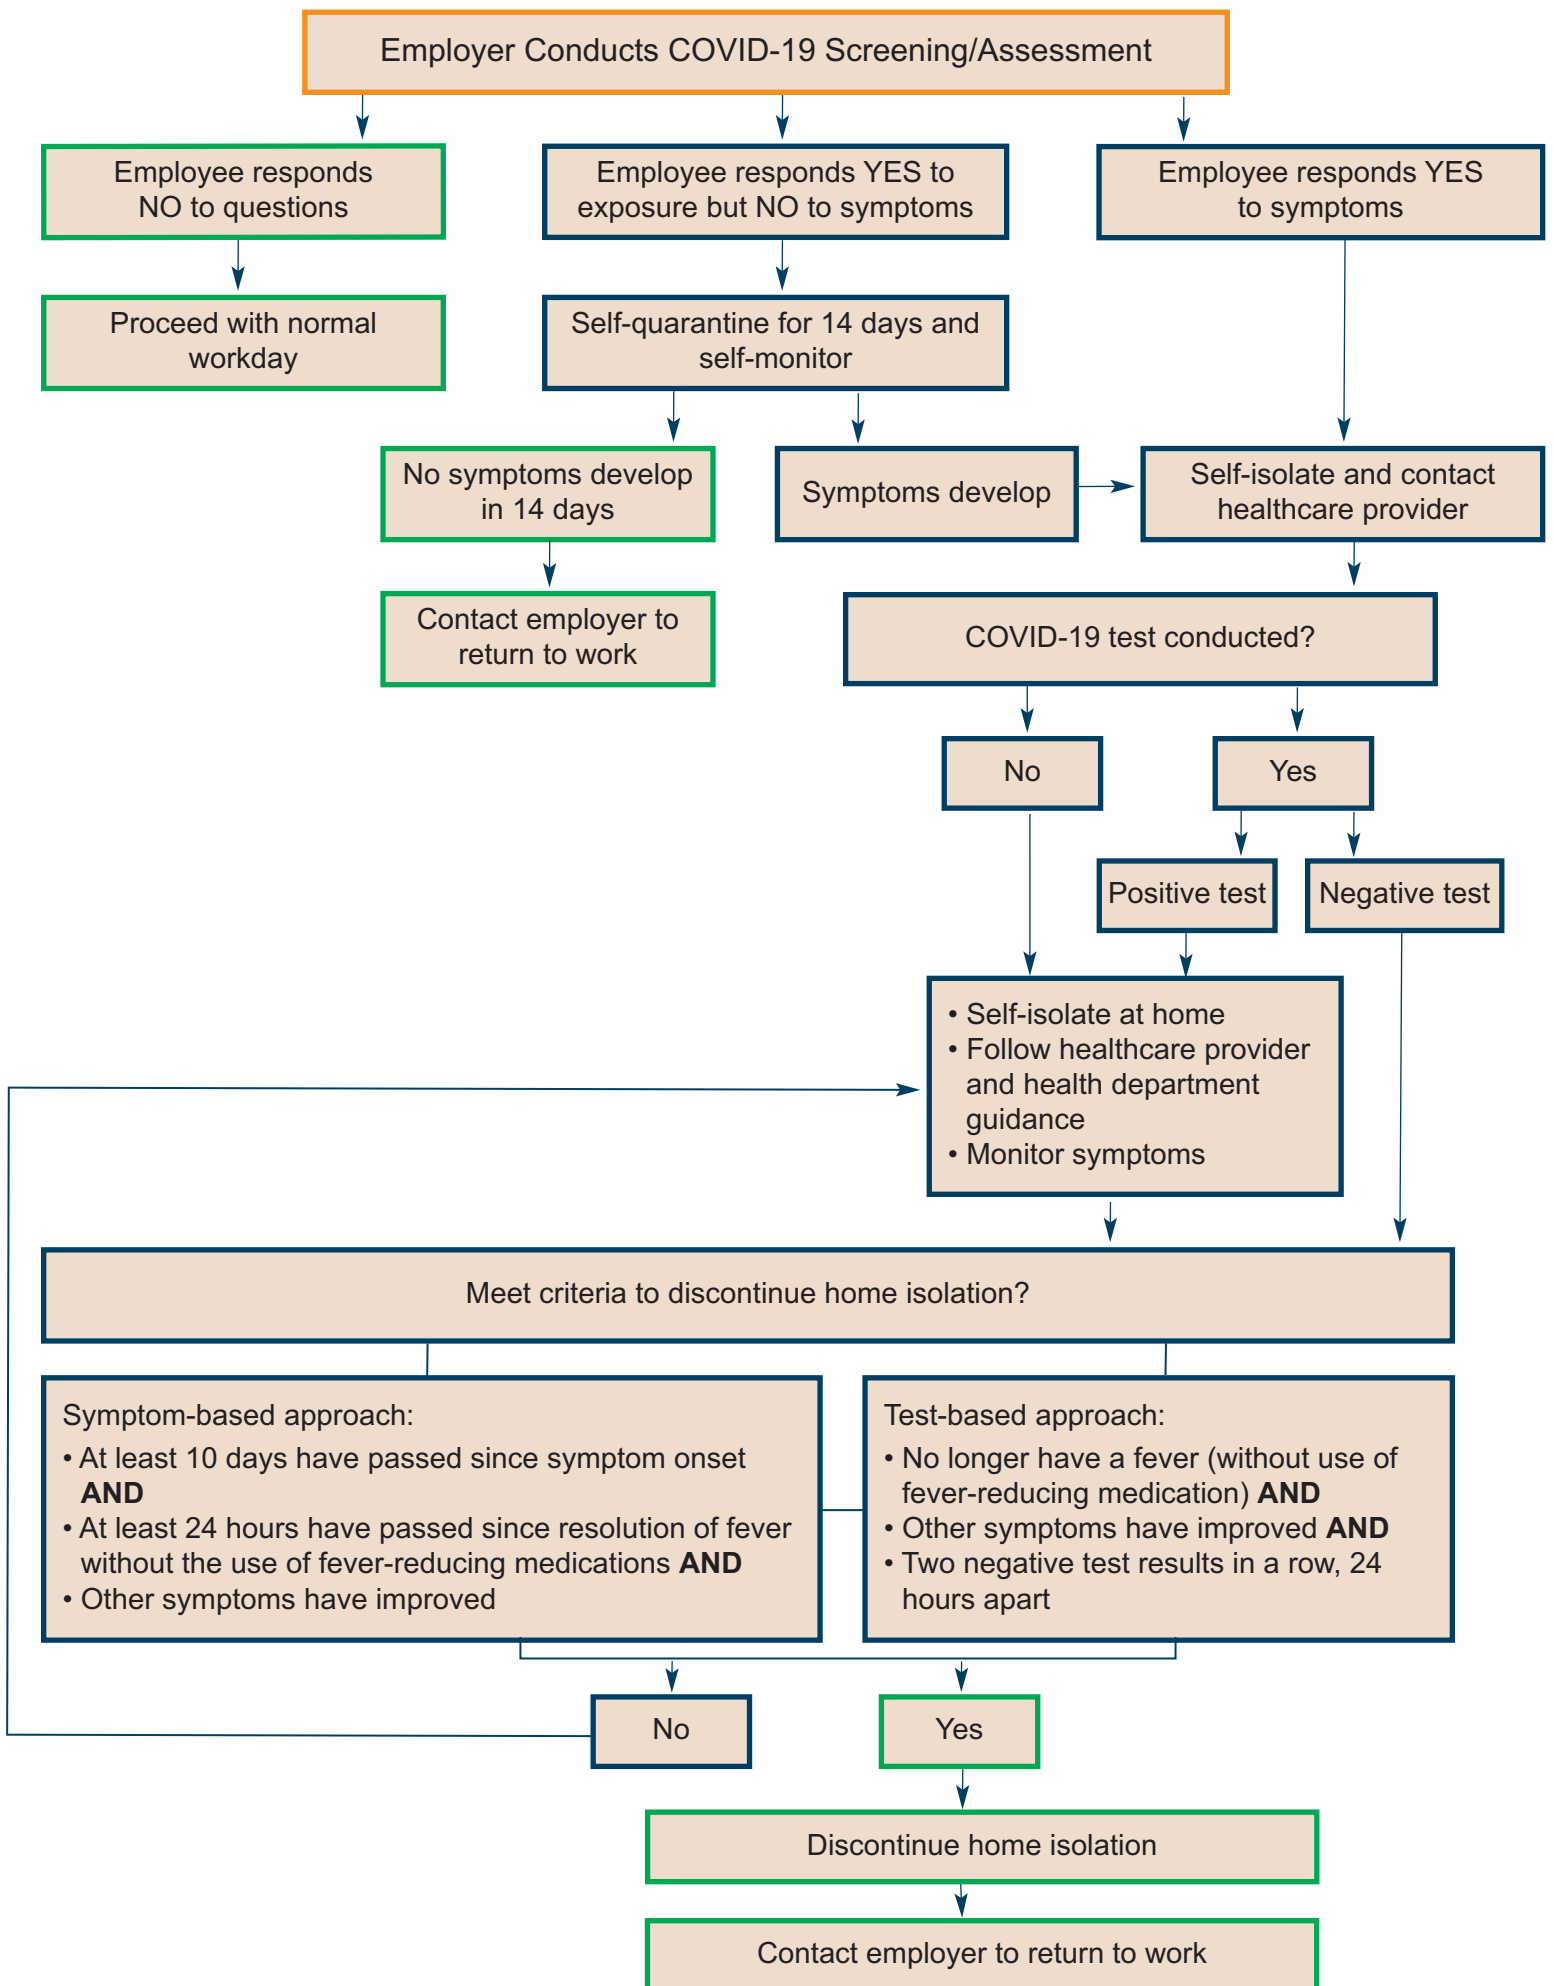 Employer Conducts COVID-19 Screening/Assessment
Employee responds
NO to questions
Employee responds YES to
exposure but NO to symptoms
Employee responds YES
to symptoms
Proceed with normal
workday
Self-quarantine for 14 days and
self-monitor
No symptoms develop
in 14 days
Symptoms develop
Self-isolate and contact
healthcare provider
Contact employer to
return to work
COVID-19 test conducted?
No
Yes
Positive test
Negative test
• Self-isolate at home
• Follow healthcare provider
and health department
guidance
• Monitor symptoms
Meet criteria to discontinue home isolation?
Symptom-based approach:
• At least 10 days have passed since symptom onset
AND
• At least 24 hours have passed since resolution of fever
without the use of fever-reducing medications AND
• Other symptoms have improved
Test-based approach:
• No longer have a fever (without use of
fever-reducing medication) AND
• Other symptoms have improved AND
• Two negative test results in a row, 24
hours apart
No
Yes
Discontinue home isolation
Contact employer to return to work